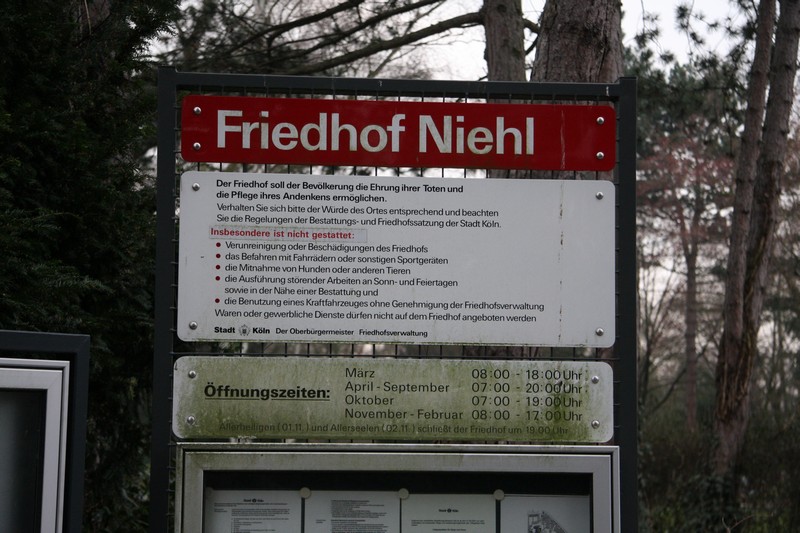 Friedhof Niehl
Der Friedhof soll der Bevölkerung die Ehrung ihrer Toten und
die Pflege ihres Andenkens ermöglichen.
Verhalten Sie sich bitte der Würde des Ortes entsprechend und beachten
Sie die Regelungen der Bestattungs- und Friedhofssatzung der Stadt Köln.
Insbesondere ist nicht gestattet:
• Verunreinigung oder Beschädigungen des Friedhofs
• das Befahren mit Fahrrädern oder sonstigen Sportgeräten
• die Mitnahme von Hunden oder anderen Tieren
• die Ausführung störender Arbeiten an Sonn- und Feiertagen
sowie in der Nähe einer Bestattung und
• die Benutzung eines Kraftfahrzeuges ohne Genehmigung der Friedhofsverwaltung
Waren oder gewerbliche Dienste dürfen nicht auf dem Friedhof angeboten werden
Stadt Köln Der Oberbürgermeister Friedhofsverwaltung
Öffnungszeiten:
März 08:00 - 18:00 Uhr
April - September 07:00 - 20:00 Uhr
Oktober 07:00 - 19:00 Uhr
November - Februar 08:00 - 17:00 Uhr
Allerheiligen (01.11.) und Allerseelen (02.11.) schließt der Friedhof um 19.00 Uhr